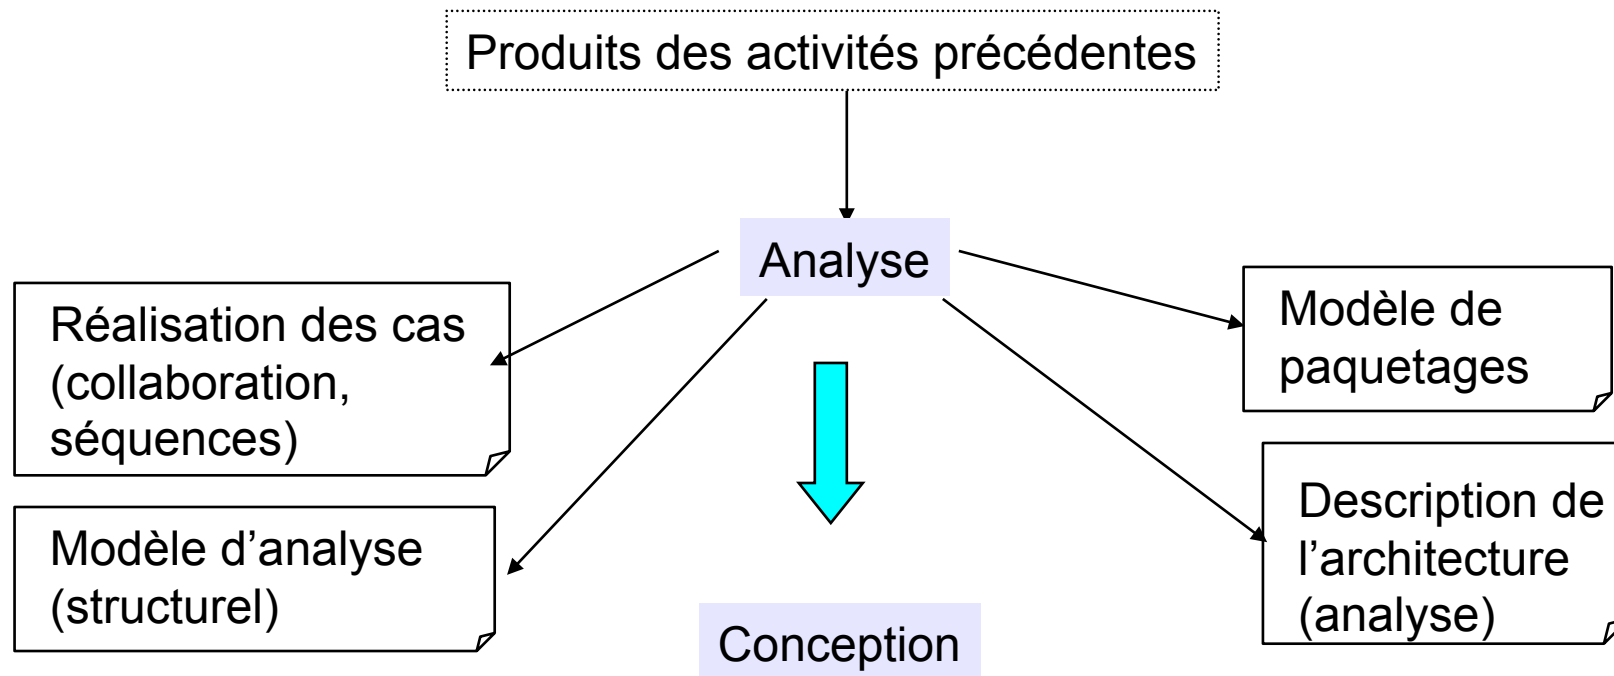 Produits des activités précédentes
Analyse
Réalisation des cas
(collaboration,
séquences)
Modèle de
paquetages
Modèle d’analyse
(structurel)
Description de
l’architecture
(analyse)
Conception